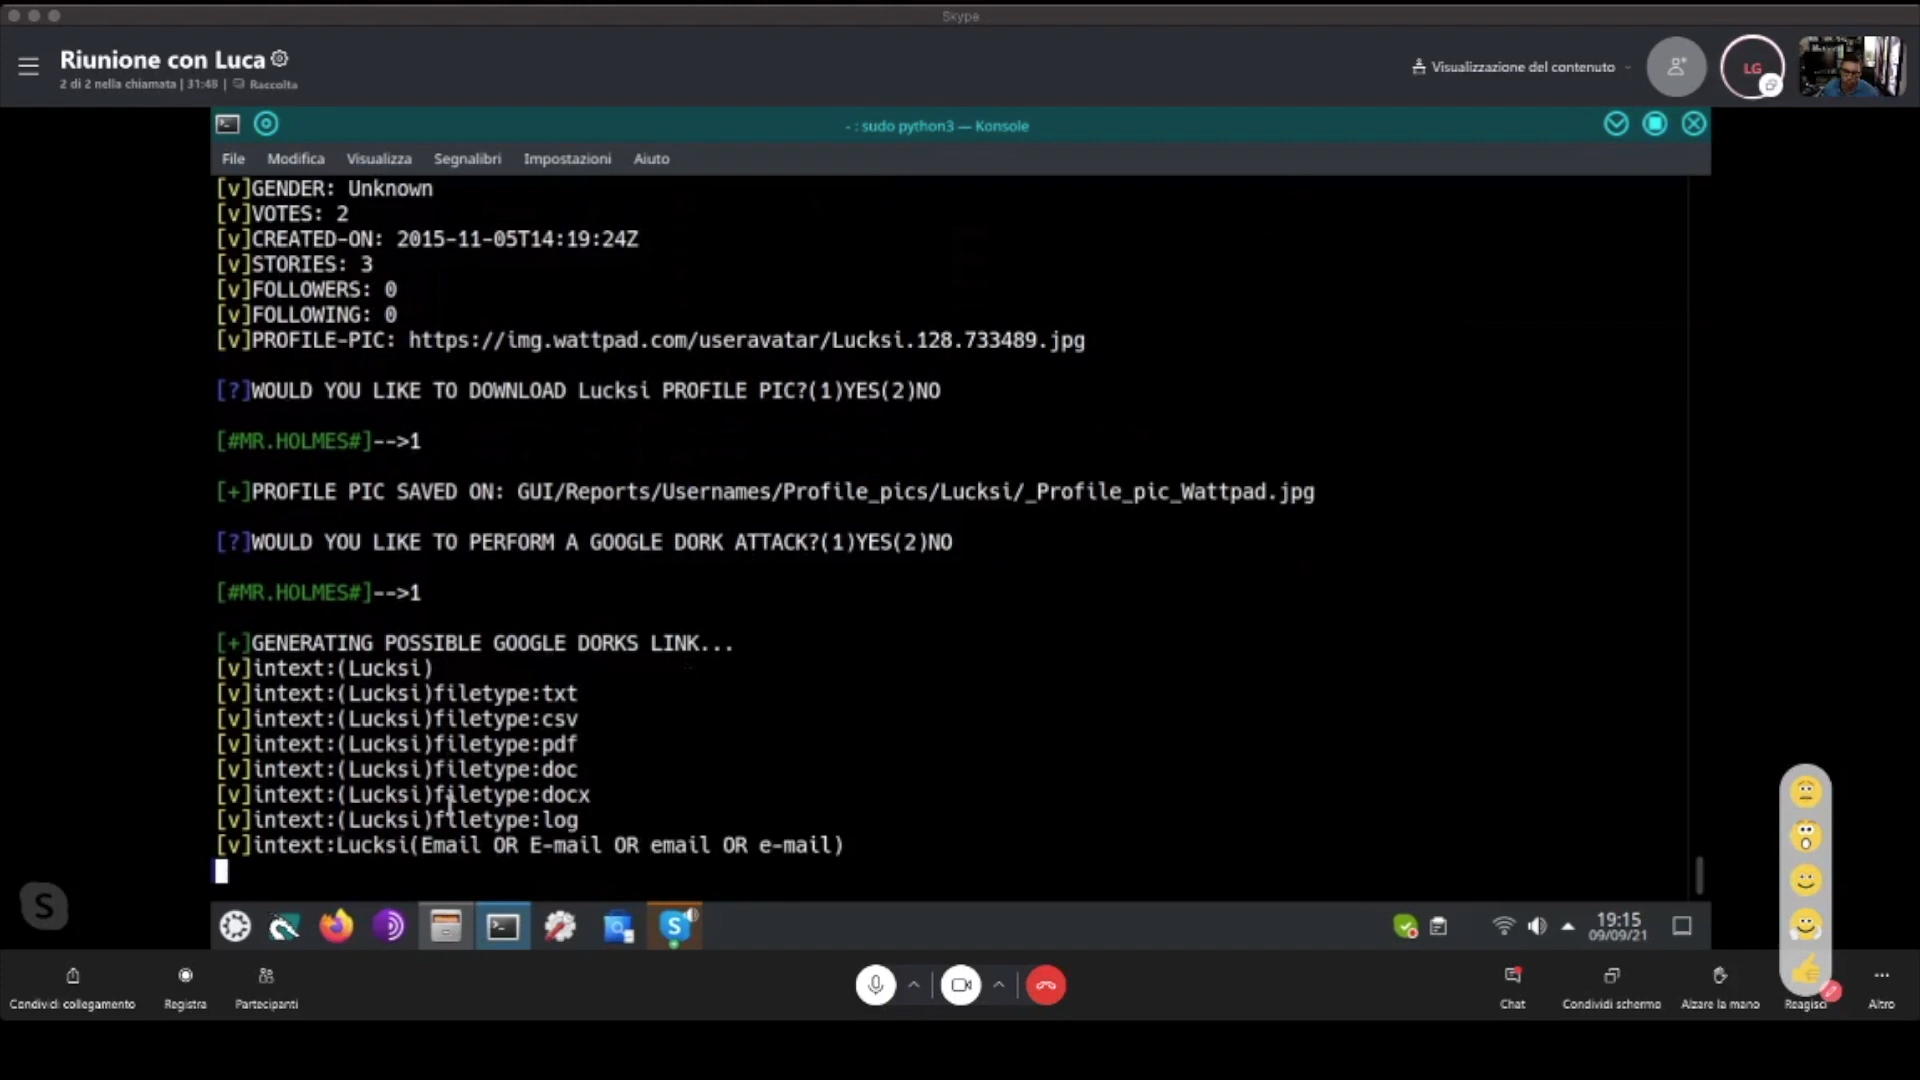 Skype
Riunione con Luca
2 di 2 nella chiamata | 31:48 | Raccolta
Visualizzazione del contenuto
LG
- : sudo python3 — Konsole
File Modifica Visualizza Segnalibri Impostazioni Aiuto
[v]GENDER: Unknown
[v]VOTES: 2
[v]CREATED-ON: 2015-11-05T14:19:24Z
[v]STORIES: 3
[v]FOLLOWERS: 0
[v]FOLLOWING: 0
[v]PROFILE-PIC: https://img.wattpad.com/useravatar/Lucksi.128.733489.jpg
[?]WOULD YOU LIKE TO DOWNLOAD Lucksi PROFILE PIC?(1)YES(2)NO
[#MR.HOLMES#]-->1
[+]PROFILE PIC SAVED ON: GUI/Reports/Usernames/Profile_pics/Lucksi/_Profile_pic_Wattpad.jpg
[?]WOULD YOU LIKE TO PERFORM A GOOGLE DORK ATTACK?(1)YES(2)NO
[#MR.HOLMES#]-->1
[+]GENERATING POSSIBLE GOOGLE DORKS LINK...
[v]intext:(Lucksi)
[v]intext:(Lucksi)filetype:txt
[v]intext:(Lucksi)filetype:csv
[v]intext:(Lucksi)filetype:pdf
[v]intext:(Lucksi)filetype:doc
[v]intext:(Lucksi)filetype:docx
[v]intext:(Lucksi)filetype:log
[v]intext:Lucksi(Email OR E-mail OR email OR e-mail)
S
S
19:15
09/09/21
Condividi collegamento Registra Partecipanti Chat Condividi schermo Alzare la mano Reagisci Altro